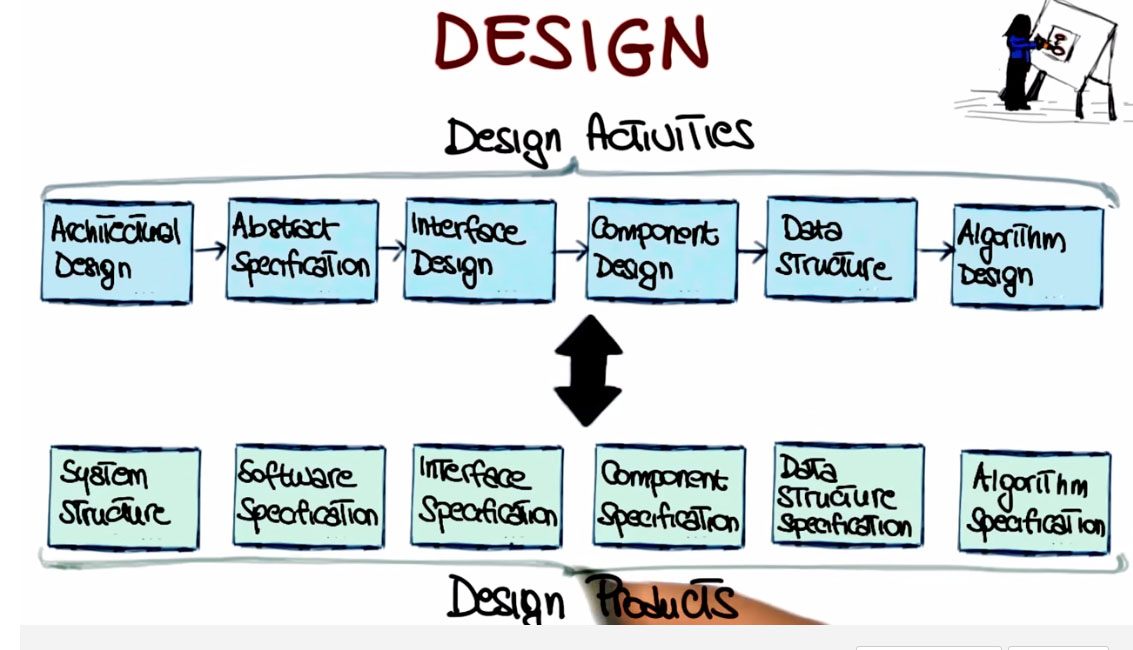 DESIGN
Design Activities
Architectural
Design
Abstract
Specification
Interface
Design
Component
Design
Data
Structure
Algorithm
Design
System
Structure
Software
Specification
Interface
Specification
Component
Specification
Data
Structure
Specification
Algorithm
Specification
Design Products